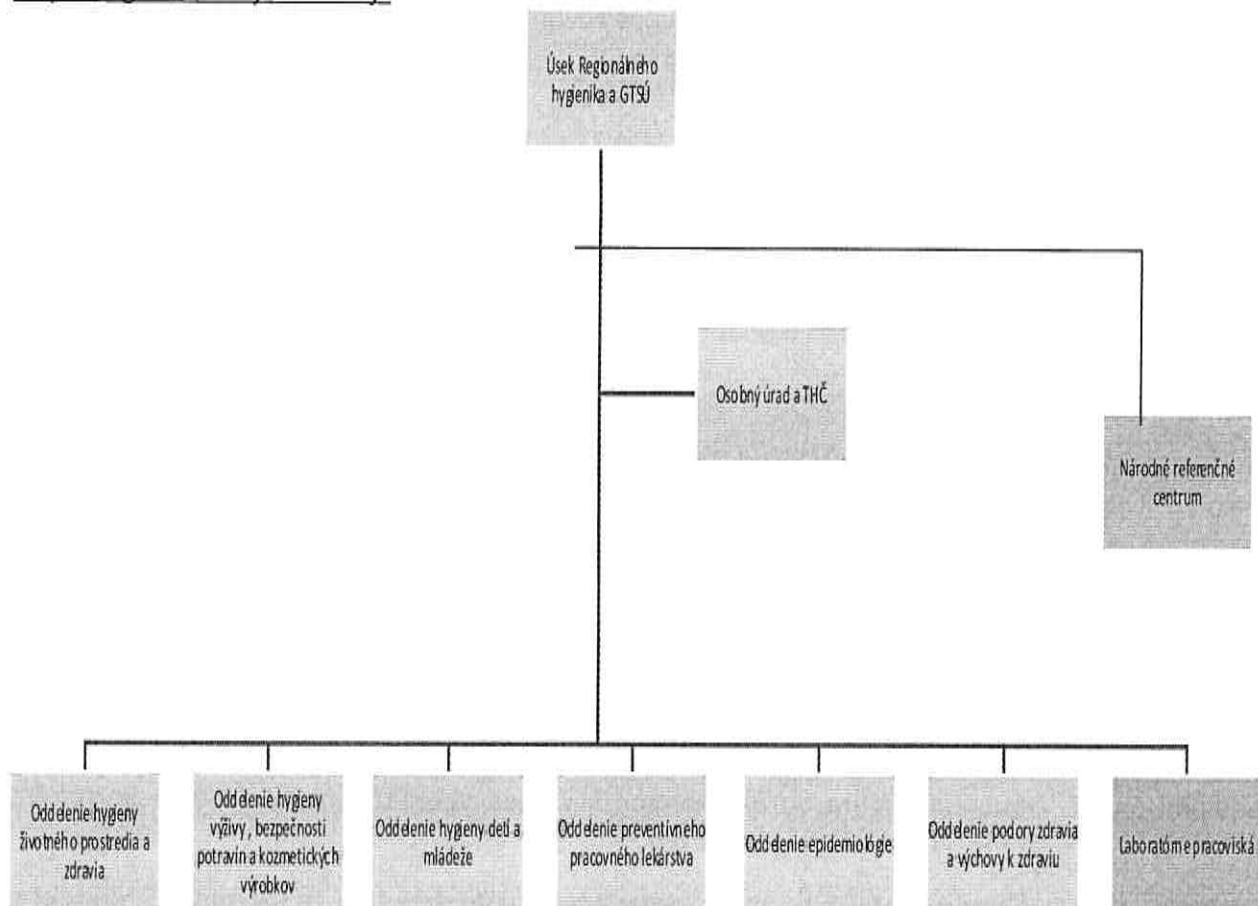 Úsek Regionálneho
hygienika a GTSÚ
Osobný úrad a THČ
Národné referenčné
centrum
Oddelenie hygieny
životného prostredia a
zdravia
Oddelenie hygieny
výživy, bezpečnosti
potravín a kozmetických
výrobkov
Oddelenie hygieny detí a
mládeže
Oddelenie preventívneho
pracovného lekárstva
Oddelenie epidemiológie
Oddelenie podory zdravia
a výchovy k zdraviu
Laboratórne pracoviská